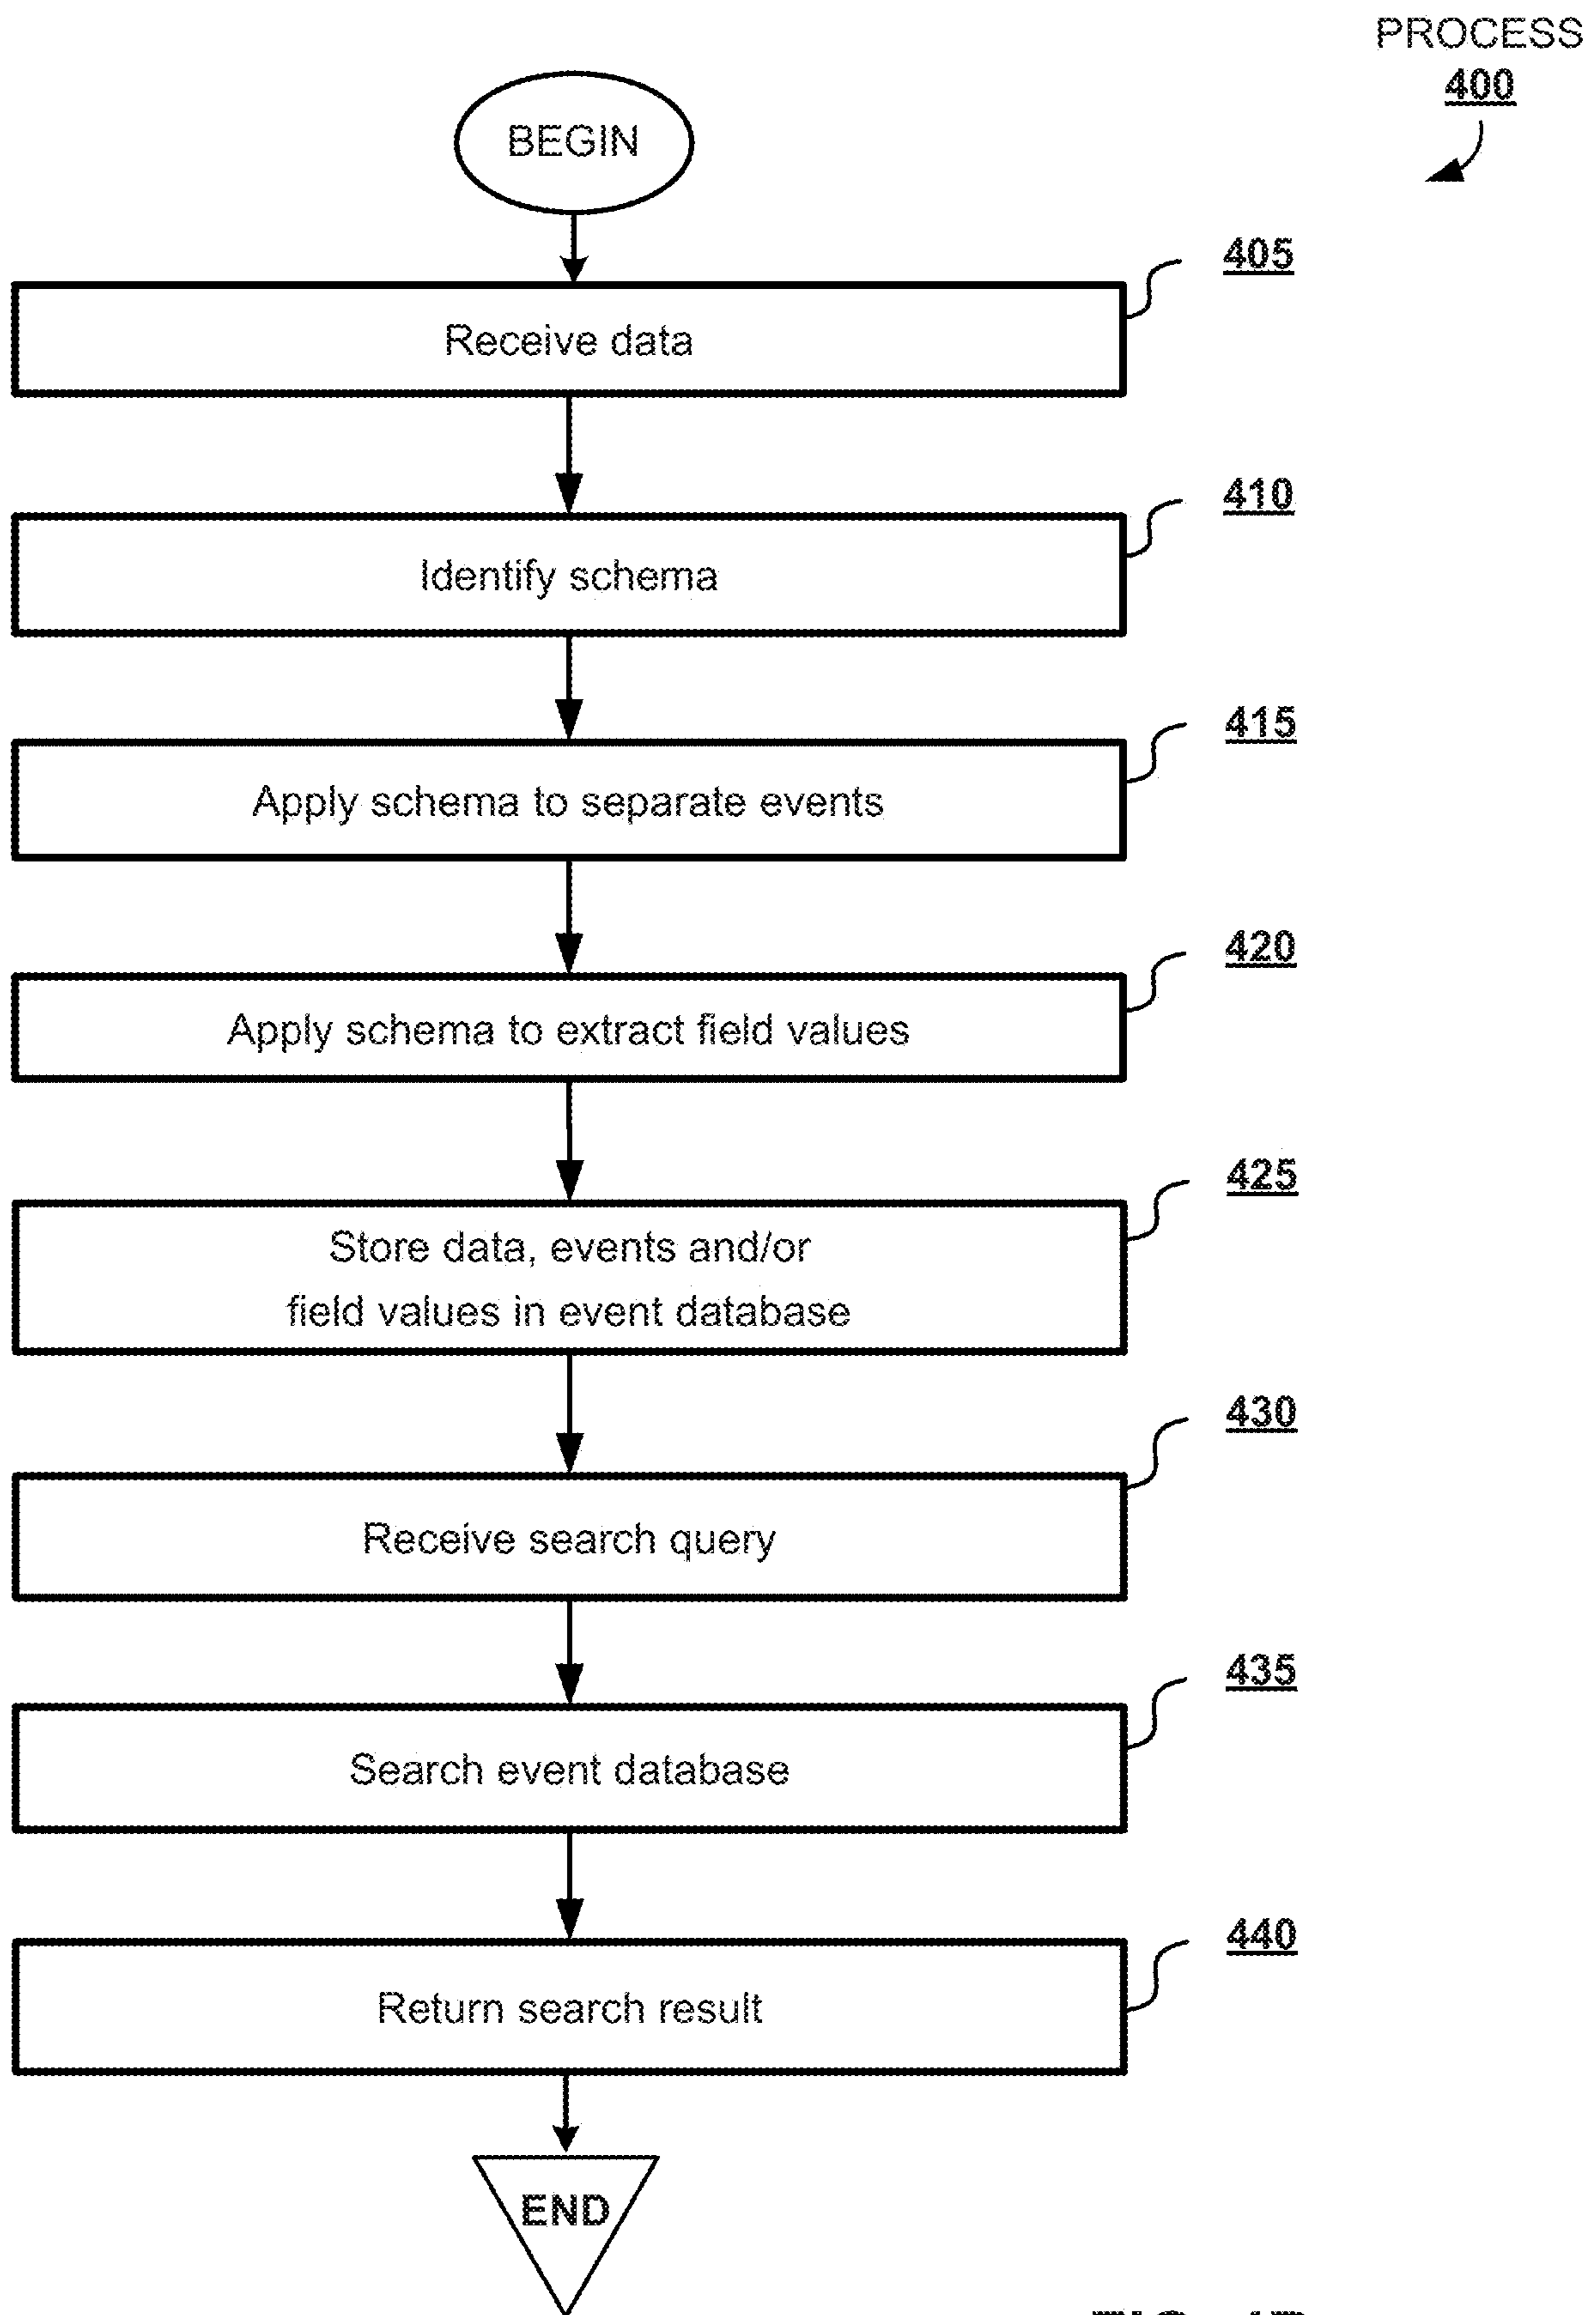 PROCESS
400
BEGIN
405
Receive data
410
Identify schema
415
Apply schema to separate events
420
Apply schema to extract field values
425
Store data, events and/or
field values in event database
430
Receive search query
435
Search event database
440
Return search result
END